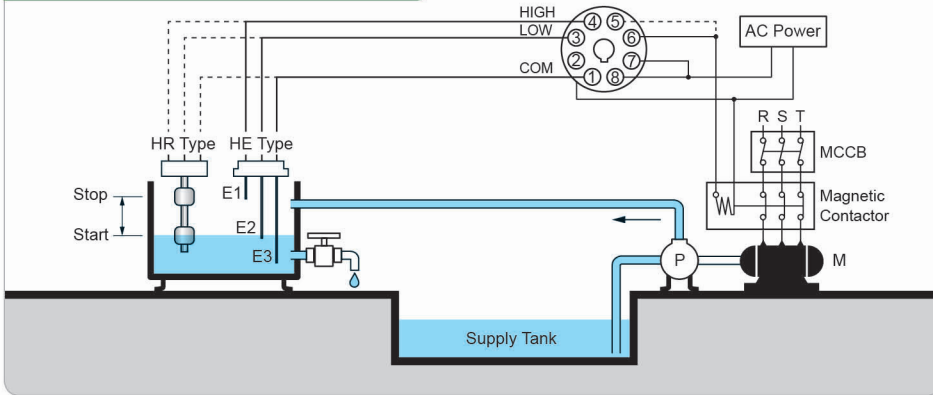 HIGH
LOW
COM
4 5
3 6
2 7
1 8
AC Power
R S T
MCCB
Magnetic
Contactor
HR Type HE Type
Stop
Start
E1
E2
E3
P
M
Supply Tank